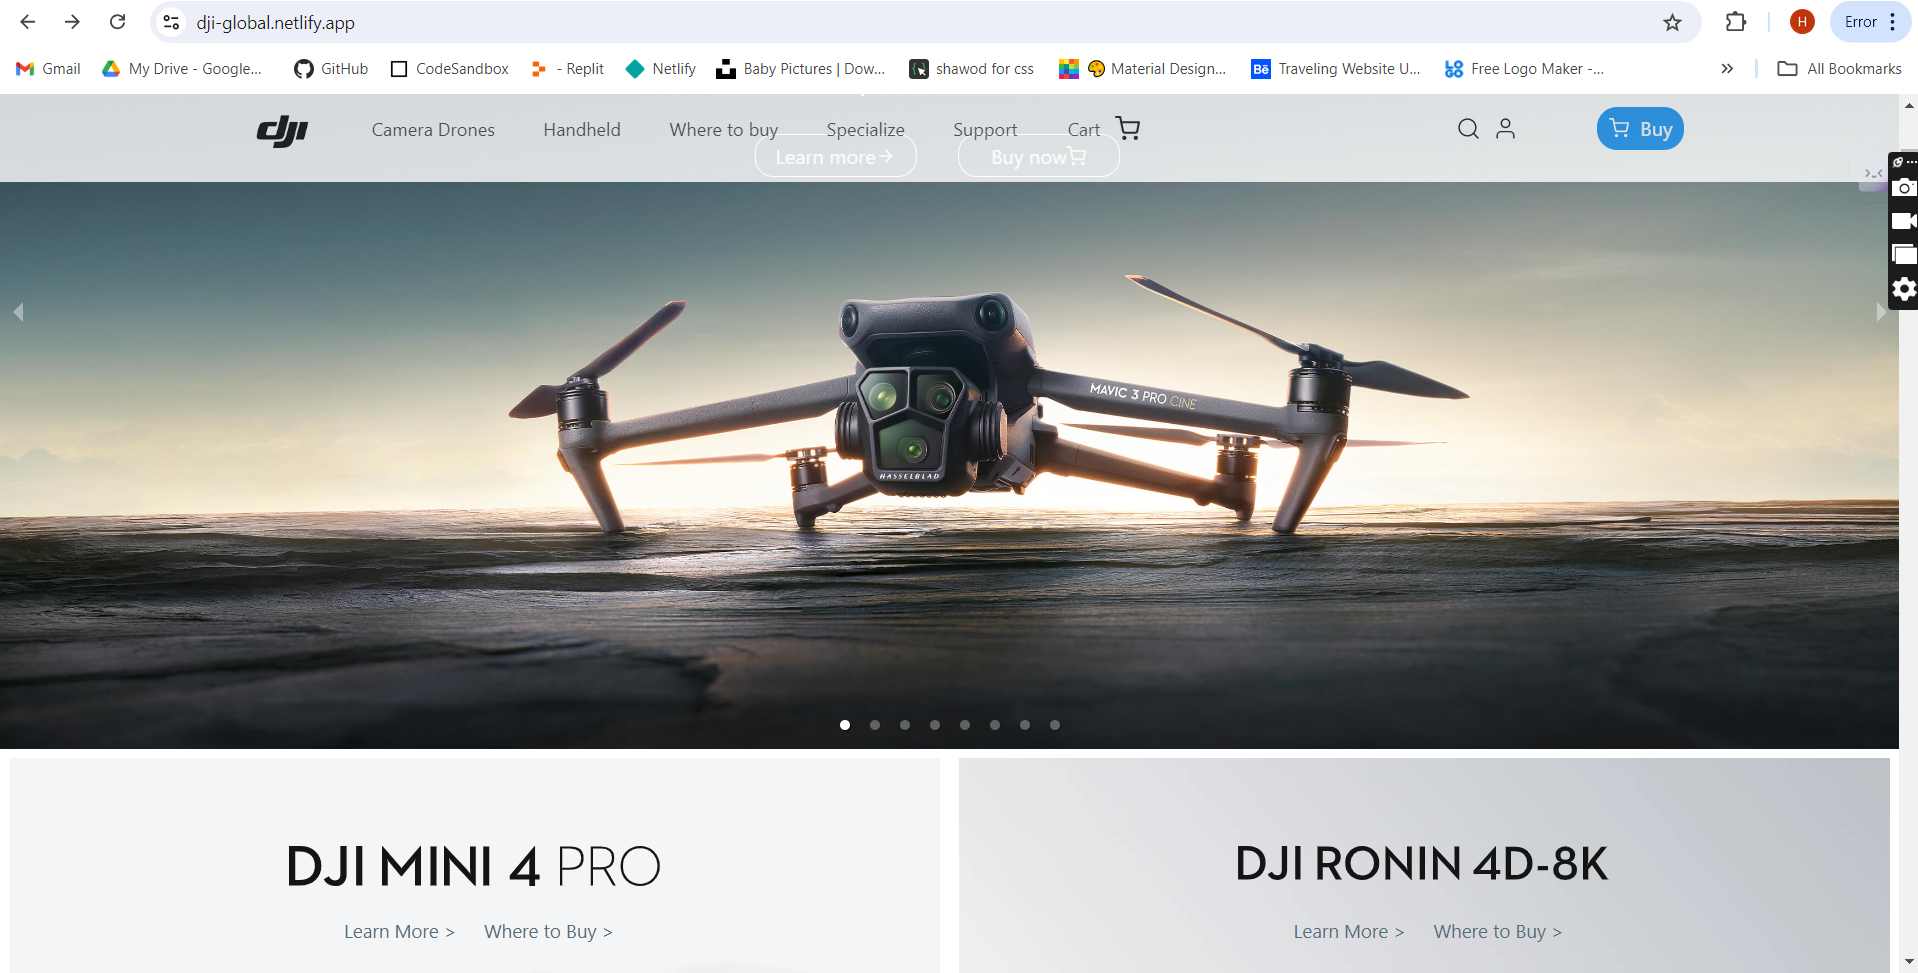 dji-global.netlify.app
H
Error
Gmail
My Drive - Google...
GitHub
CodeSandbox
- Replit
Netlify
Baby Pictures | Dow...
shawod for css
Material Design...
Bē
Traveling Website U...
LOGO
Free Logo Maker -...
All Bookmarks
dji
Camera Drones
Handheld
Where to buy
Specialize
Support
Cart
Buy
Learn more
Buy now
MAVIC 3 PRO CINE
HASSELBLAD
DJI MINI 4 PRO
Learn More >
Where to Buy >
DJI RONIN 4D-8K
Learn More >
Where to Buy >